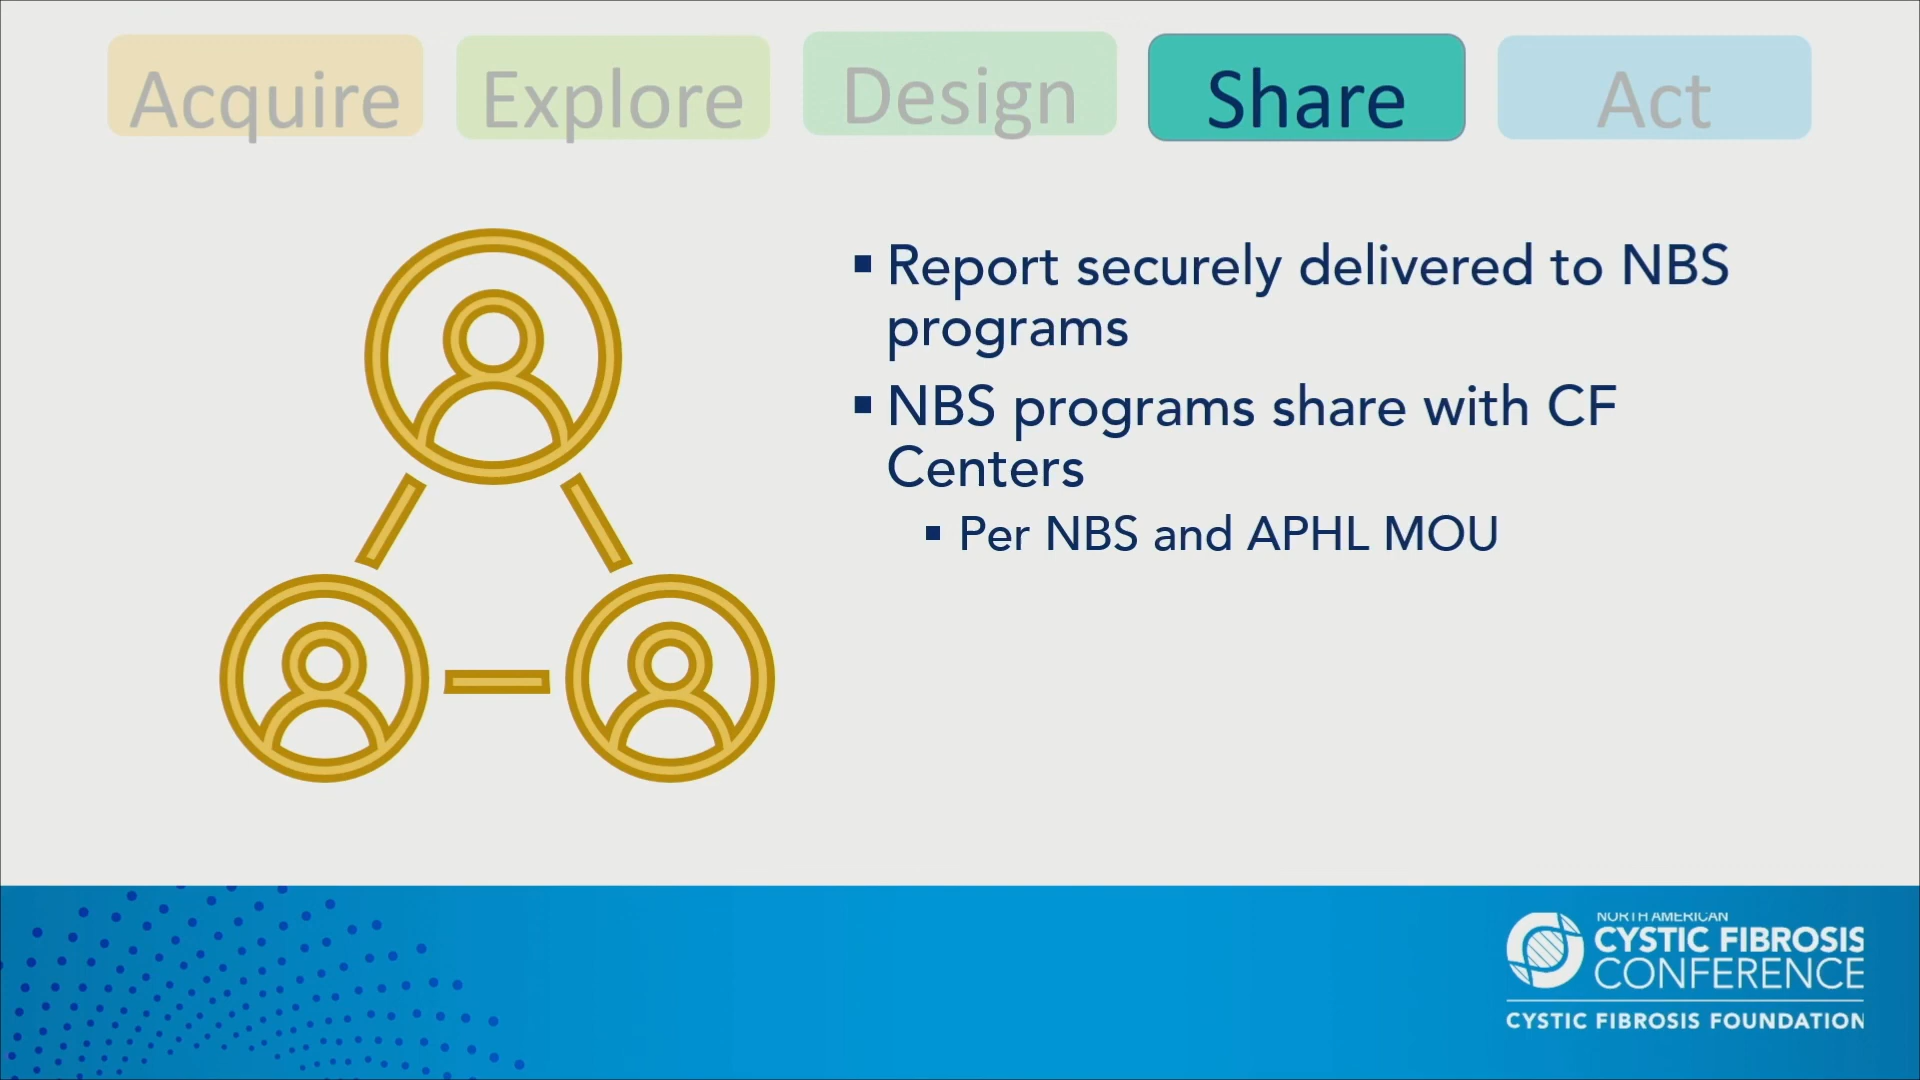 Acquire
Explore
Design
Share
Act
▪ Report securely delivered to NBS
programs
▪ NBS programs share with CF
Centers
▪ Per NBS and APHL MOU
NORTH AMERICAN
CYSTIC FIBROSIS
CONFERENCE
CYSTIC FIBROSIS FOUNDATION